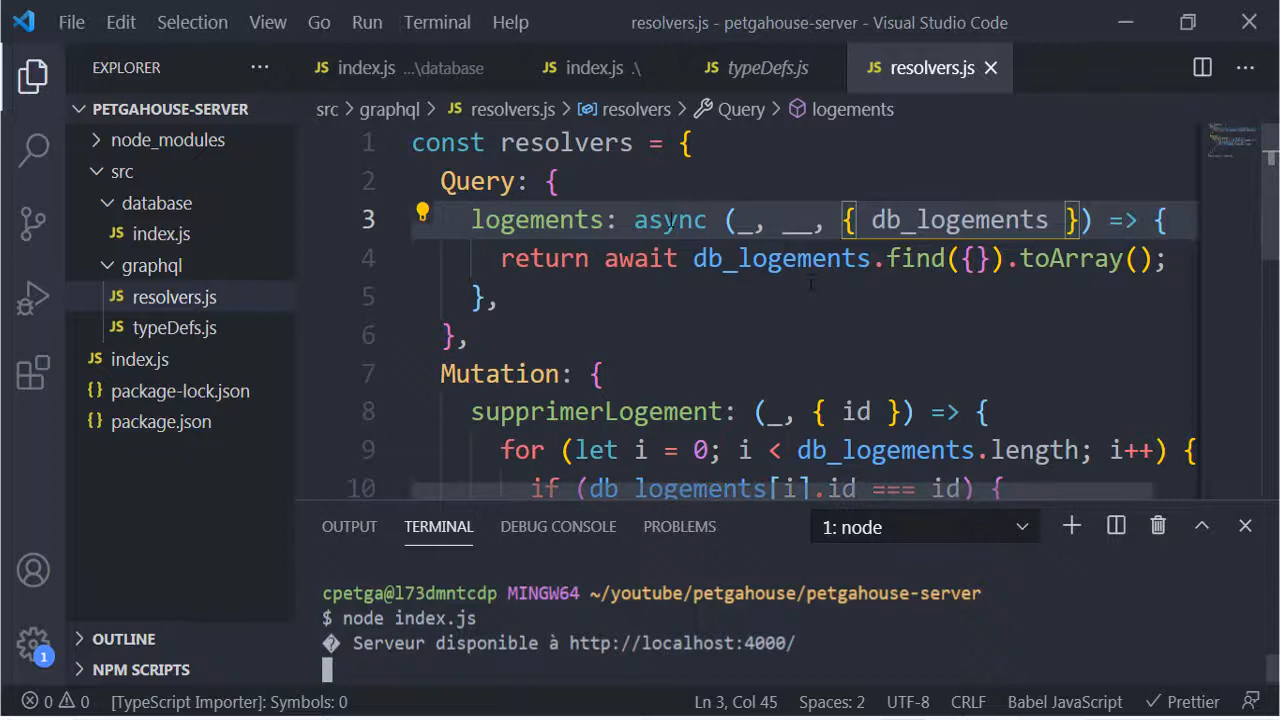 File Edit Selection View Go Run Terminal Help resolvers.js - petgahouse-server - Visual Studio Code
EXPLORER ··· JS index.js ...\database JS index.js .\ JS typeDefs.js JS resolvers.js
PETGAHOUSE-SERVER
node_modules
src
database
JS index.js
graphql
JS resolvers.js
JS typeDefs.js
JS index.js
{} package-lock.json
{} package.json
OUTLINE
NPM SCRIPTS
src > graphql > JS resolvers.js > resolvers > Query > logements
1 const resolvers = {
2 Query: {
3 logements: async (_, __, { db_logements }) => {
4 return await db_logements.find({}).toArray();
5 },
6 },
7 Mutation: {
8 supprimerLogement: (_, { id }) => {
9 for (let i = 0; i < db_logements.length; i++) {
10 if (db_logements[i].id === id) {
OUTPUT TERMINAL DEBUG CONSOLE PROBLEMS 1: node
cpetga@l73dmntcdp MINGW64 ~/youtube/petgahouse/petgahouse-server
$ node index.js
� Serveur disponible à http://localhost:4000/
1
0 0 [TypeScript Importer]: Symbols: 0 Ln 3, Col 45 Spaces: 2 UTF-8 CRLF Babel JavaScript Prettier